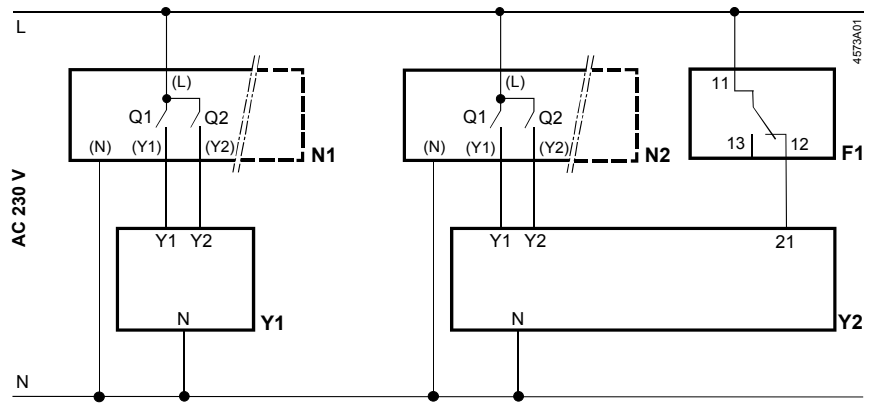 L
4573A01
(L)
(L)
11
Q1 Q2
Q1 Q2
(N) (Y1) (Y2)
N1
(N) (Y1) (Y2)
N2
13 12
F1
AC 230 V
Y1 Y2
Y1 Y2
21
N
Y1
N
Y2
N